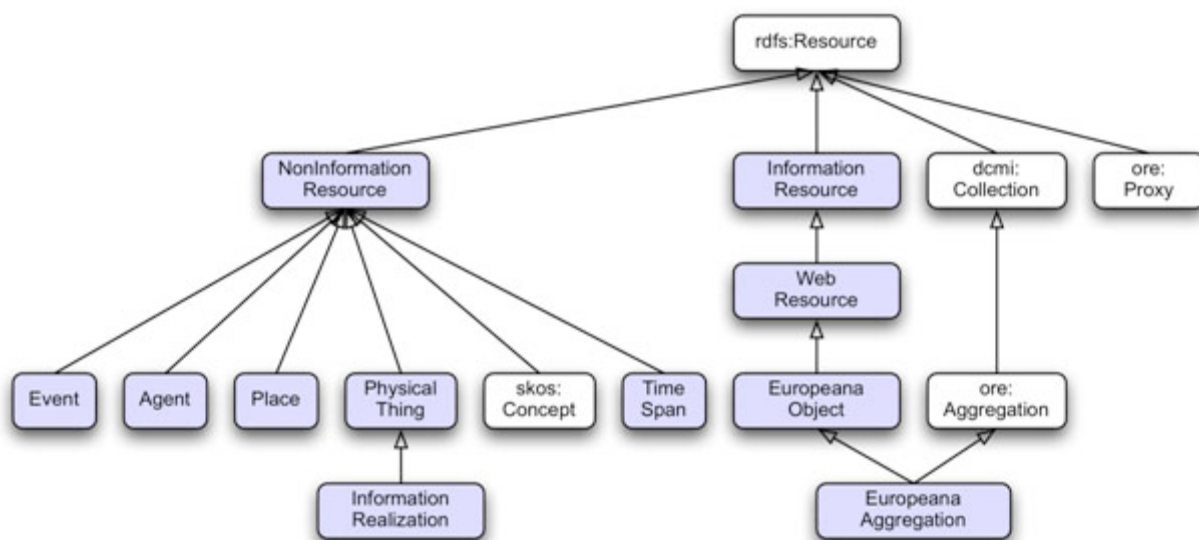 rdfs:Resource
NonInformation
Resource
Information
Resource
dcmi:
Collection
ore:
Proxy
Web
Resource
Event
Agent
Place
Physical
Thing
skos:
Concept
Time
Span
Europeana
Object
ore:
Aggregation
Information
Realization
Europeana
Aggregation